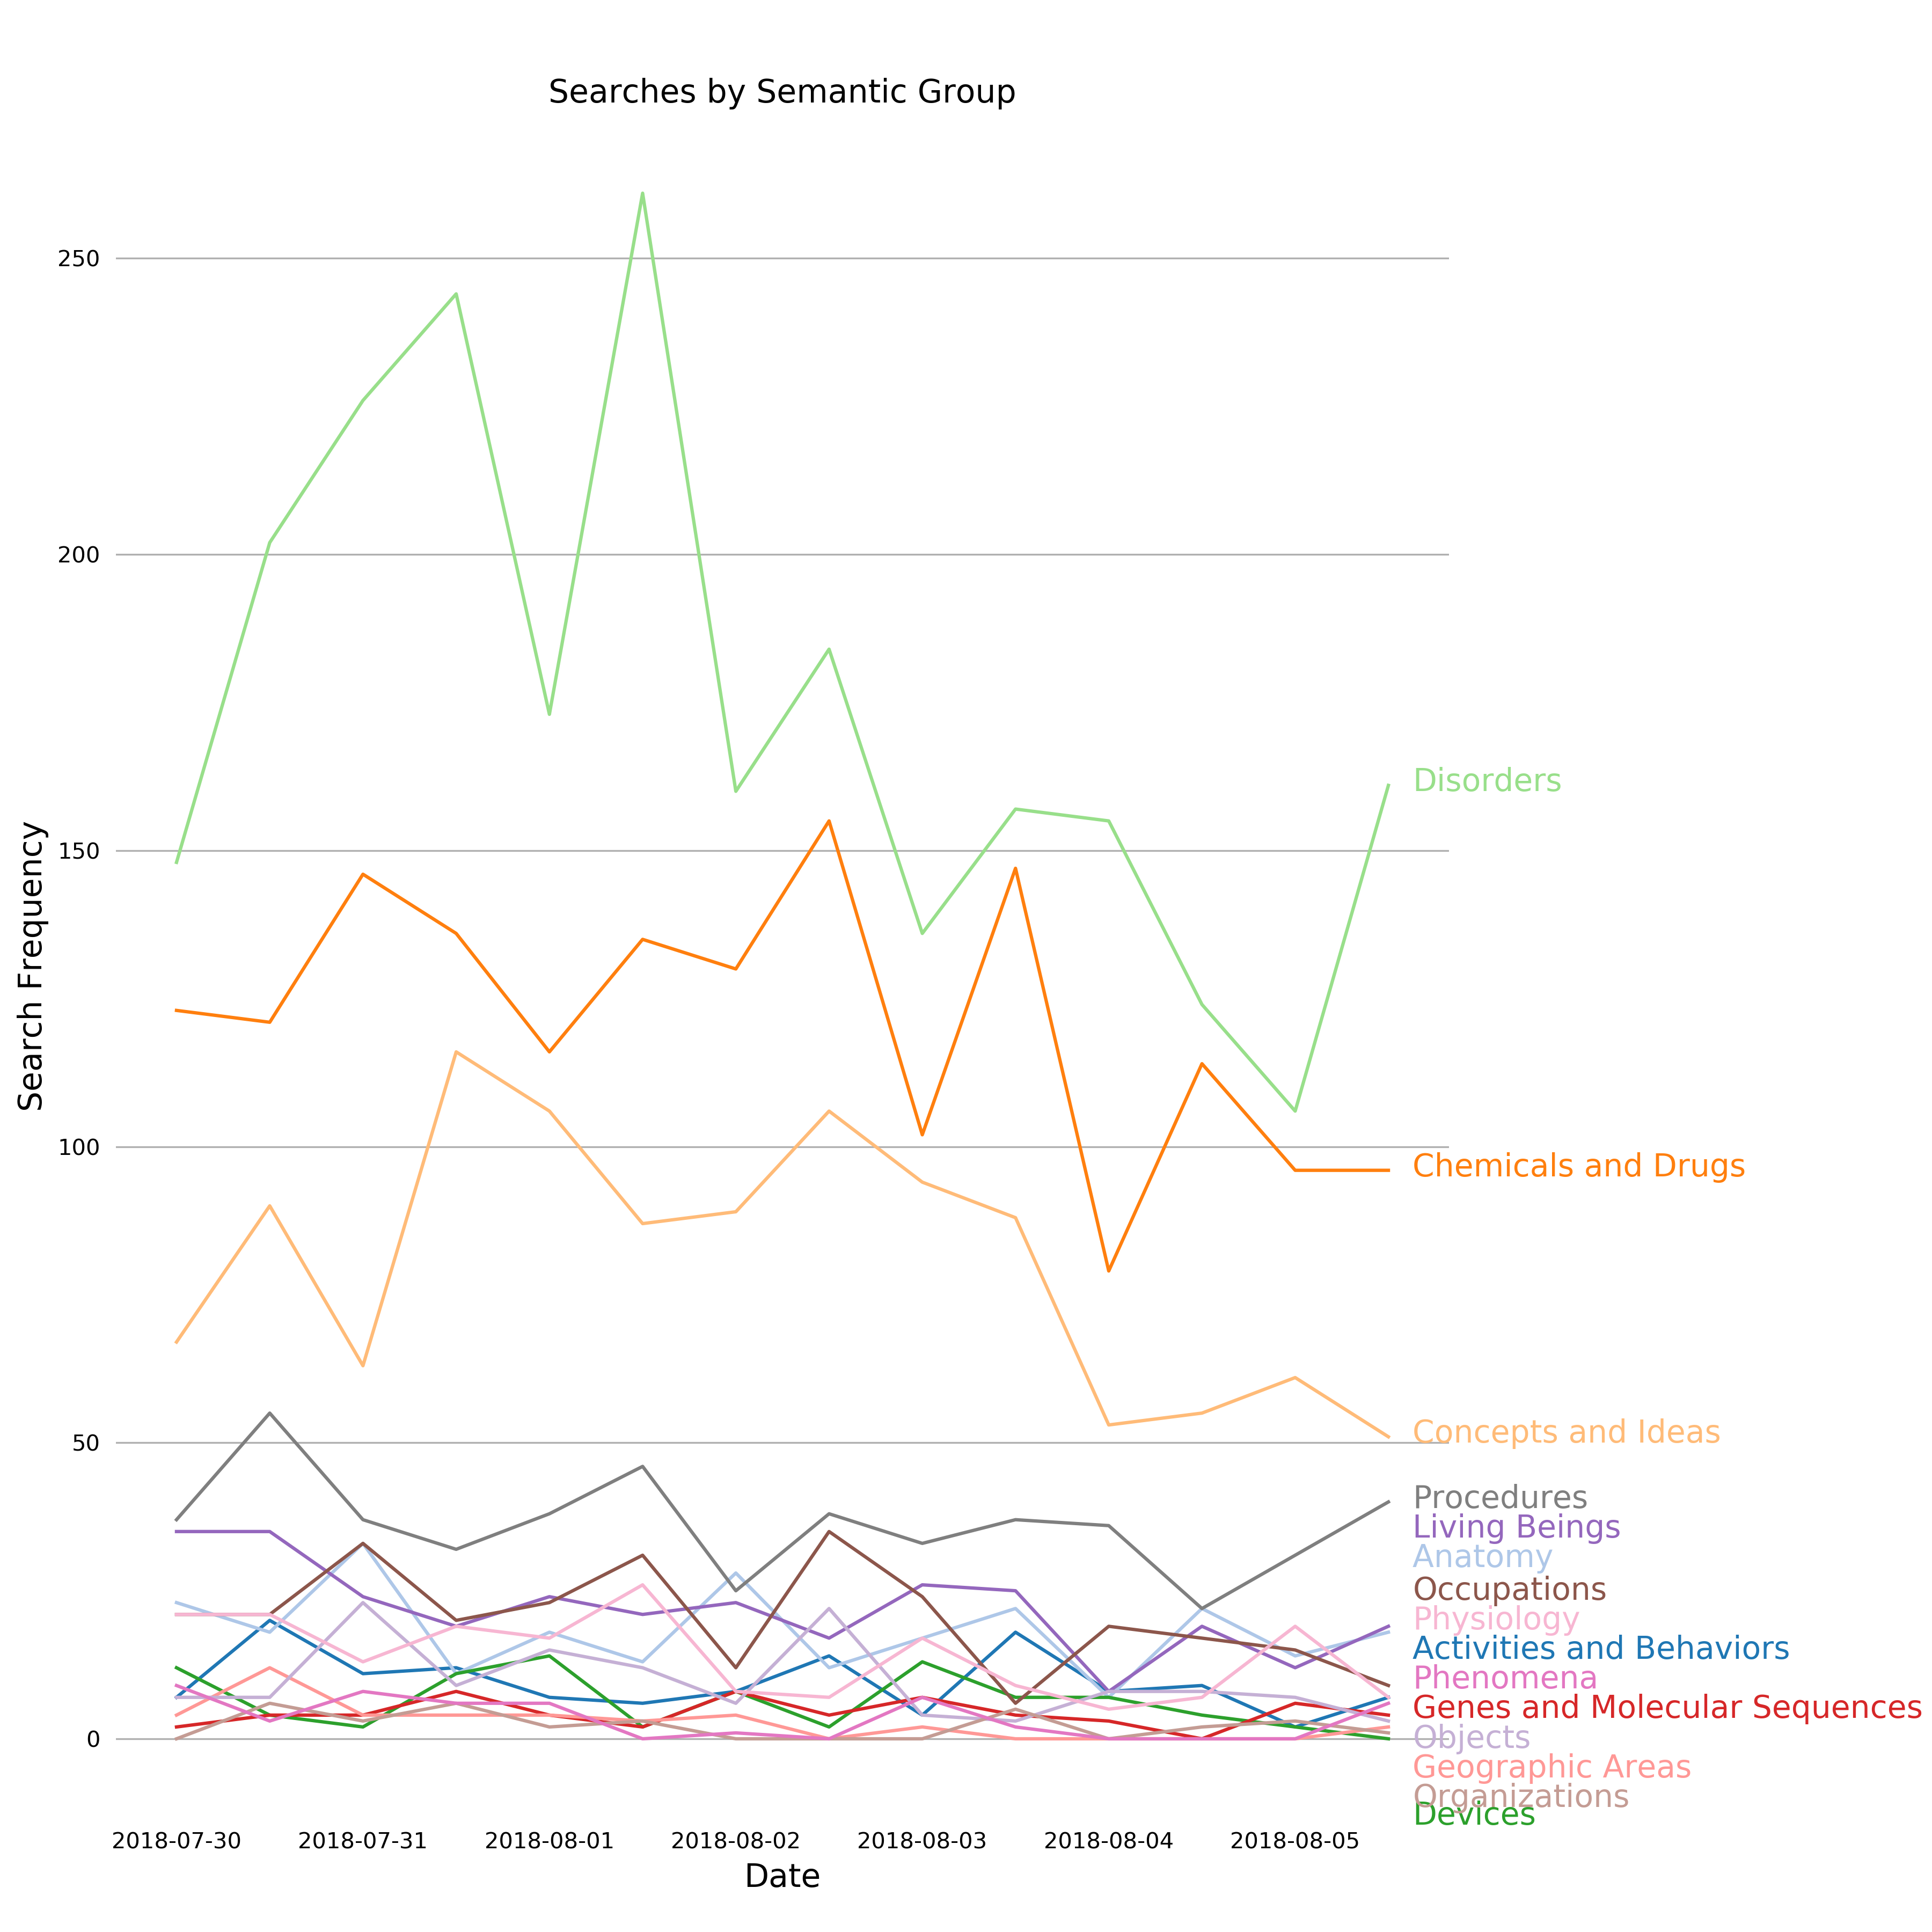 Searches by Semantic Group
250
200
150
100
50
0
Search Frequency
Disorders
Chemicals and Drugs
Concepts and Ideas
Procedures
Living Beings
Anatomy
Occupations
Physiology
Activities and Behaviors
Phenomena
Genes and Molecular Sequences
Objects
Geographic Areas
Organizations
Devices
2018-07-30 2018-07-31 2018-08-01 2018-08-02 2018-08-03 2018-08-04 2018-08-05
Date